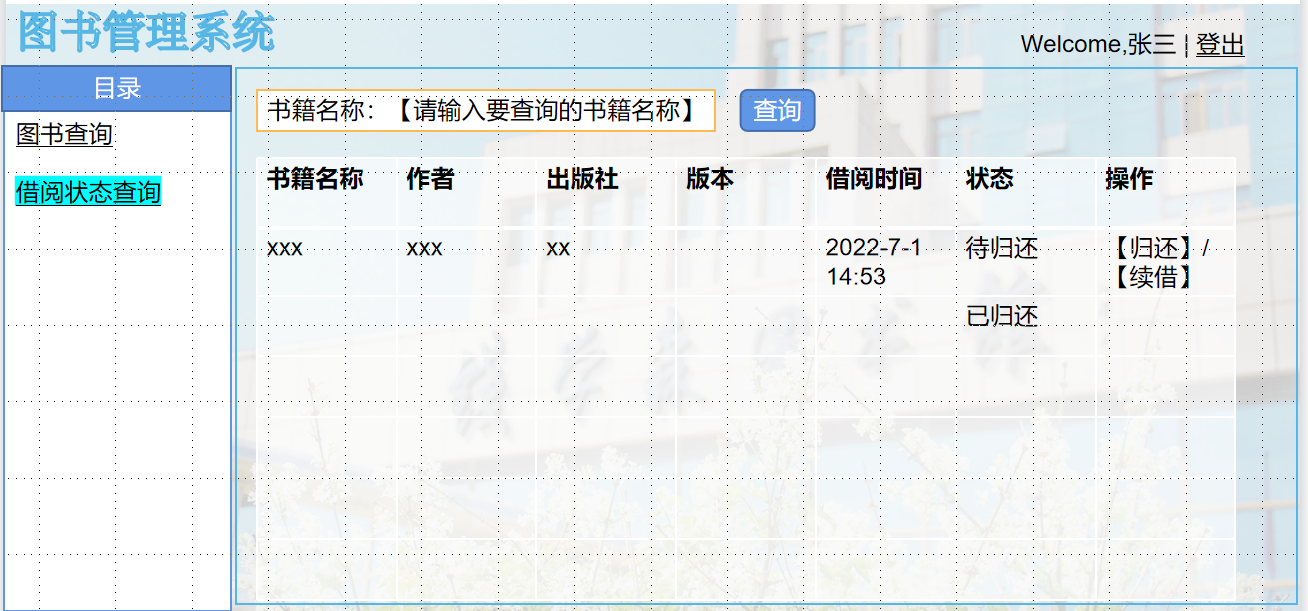 图书管理系统
Welcome,张三 | 登出
目录
图书查询
借阅状态查询
书籍名称：【请输入要查询的书籍名称】 查询
书籍名称 作者 出版社 版本 借阅时间 状态 操作
xxx xxx xx 2022-7-1 待归还 【归还】/
14:53 【续借】
已归还